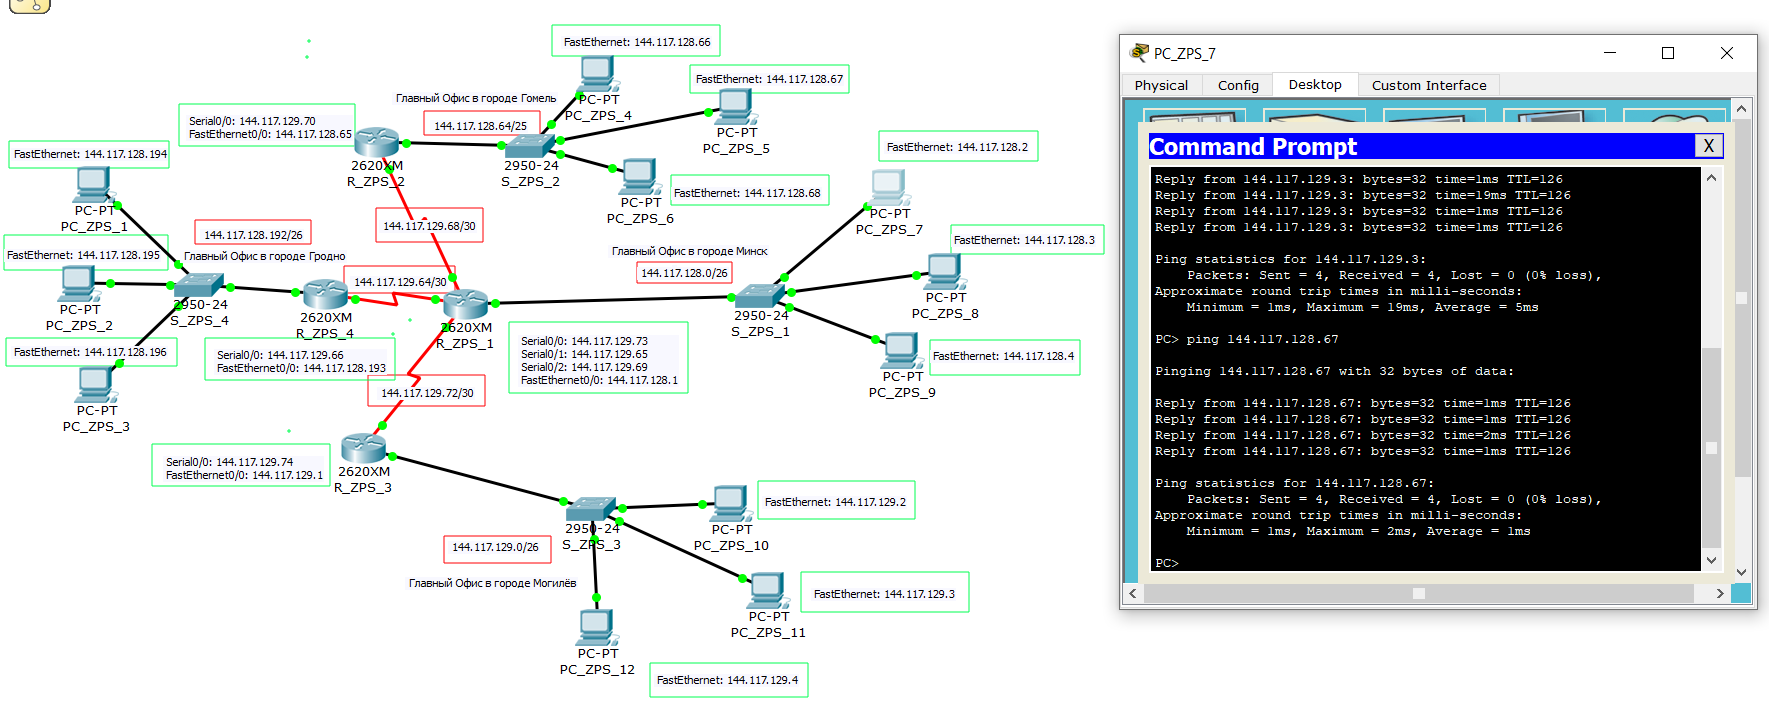 FastEthernet: 144.117.128.66
PC-PT
PC_ZPS_4
FastEthernet: 144.117.128.67
PC-PT
PC_ZPS_5
Главный Офис в городе Гомель
144.117.128.64/25
Serial0/0: 144.117.129.70
FastEthernet0/0: 144.117.128.65
2620XM
R_ZPS_2
2950-24
S_ZPS_2
PC-PT
PC_ZPS_6
FastEthernet: 144.117.128.68
FastEthernet: 144.117.128.2
PC-PT
PC_ZPS_7
FastEthernet: 144.117.128.194
PC-PT
PC_ZPS_1
144.117.128.192/26
144.117.129.68/30
FastEthernet: 144.117.128.195
Главный Офис в городе Гродно
PC-PT
PC_ZPS_2
2950-24
S_ZPS_4
144.117.129.64/30
2620XM
R_ZPS_4
2620XM
R_ZPS_1
Главный Офис в городе Минск
144.117.128.0/26
FastEthernet: 144.117.128.3
PC-PT
PC_ZPS_8
2950-24
S_ZPS_1
FastEthernet: 144.117.128.196
PC-PT
PC_ZPS_3
Serial0/0: 144.117.129.66
FastEthernet0/0: 144.117.128.193
Serial0/0: 144.117.129.73
Serial0/1: 144.117.129.65
Serial0/2: 144.117.129.69
FastEthernet0/0: 144.117.128.1
FastEthernet: 144.117.128.4
PC-PT
PC_ZPS_9
144.117.129.72/30
Serial0/0: 144.117.129.74
FastEthernet0/0: 144.117.129.1
2620XM
R_ZPS_3
2950-24
S_ZPS_3
FastEthernet: 144.117.129.2
PC-PT
PC_ZPS_10
144.117.129.0/26
Главный Офис в городе Могилёв
FastEthernet: 144.117.129.3
PC-PT
PC_ZPS_11
PC-PT
PC_ZPS_12
FastEthernet: 144.117.129.4
PC_ZPS_7
Physical Config Desktop Custom Interface
Command Prompt X
Reply from 144.117.129.3: bytes=32 time=1ms TTL=126
Reply from 144.117.129.3: bytes=32 time=19ms TTL=126
Reply from 144.117.129.3: bytes=32 time=1ms TTL=126
Reply from 144.117.129.3: bytes=32 time=1ms TTL=126
Ping statistics for 144.117.129.3:
Packets: Sent = 4, Received = 4, Lost = 0 (0% loss),
Approximate round trip times in milli-seconds:
Minimum = 1ms, Maximum = 19ms, Average = 5ms
PC> ping 144.117.128.67
Pinging 144.117.128.67 with 32 bytes of data:
Reply from 144.117.128.67: bytes=32 time=1ms TTL=126
Reply from 144.117.128.67: bytes=32 time=1ms TTL=126
Reply from 144.117.128.67: bytes=32 time=2ms TTL=126
Reply from 144.117.128.67: bytes=32 time=1ms TTL=126
Ping statistics for 144.117.128.67:
Packets: Sent = 4, Received = 4, Lost = 0 (0% loss),
Approximate round trip times in milli-seconds:
Minimum = 1ms, Maximum = 2ms, Average = 1ms
PC>